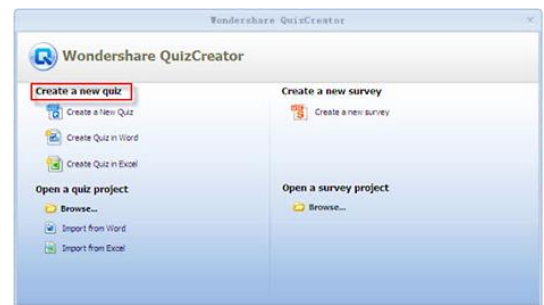 Wondershare QuizCreator
Wondershare QuizCreator
Create a new quiz
Create a New Quiz
Create Quiz in Word
Create Quiz in Excel
Open a quiz project
Browse...
Import from Word
Import from Excel
Create a new survey
Create a new survey
Open a survey project
Browse...